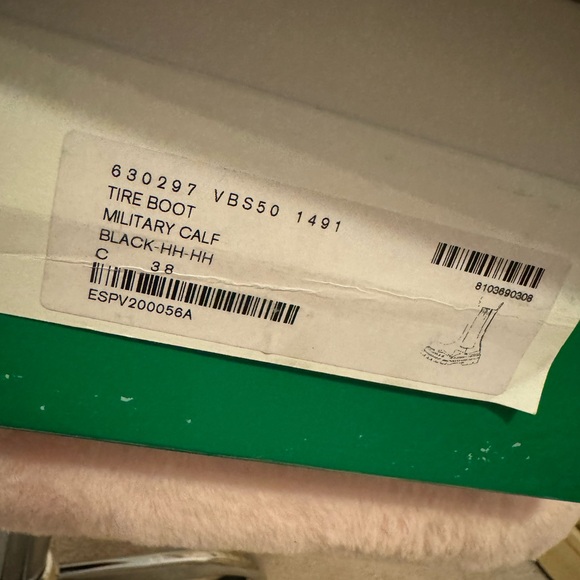 630297 VBS50 1491
TIRE BOOT
MILITARY CALF
BLACK-HH-HH
C 38
ESPV200056A
8103690308